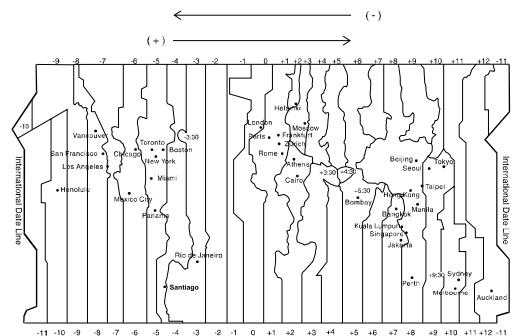 ( - )
( + )
-9 -8 -7 -6 -5 -4 -3 -2 -1 0 +1 +2 +3 +4 +5 +6 +7 +8 +9 +10 +11 +12 -11
-10
International Date Line
International Date Line
Helsinki
London
Moscow
Vancouver
-3:30
Paris
Frankfurt
Toronto
Boston
Zürich
San Francisco
Chicago
New York
Rome
Beijing
Tokyo
Los Angeles
Athens
Seoul
Miami
Cairo
+3:30
+4:30
Honolulu
Mexico City
+5:30
Bombay
Hong Kong
Taipei
Panama
Bangkok
Manila
Kuala Lumpur
Singapore
Jakarta
Rio de Janeiro
Santiago
Perth
+9:30
Sydney
Melbourne
Auckland
-11 -10 -9 -8 -7 -6 -5 -4 -3 -2 -1 0 +1 +2 +3 +4 +5 +6 +7 +8 +9 +10 +11 +12 -11